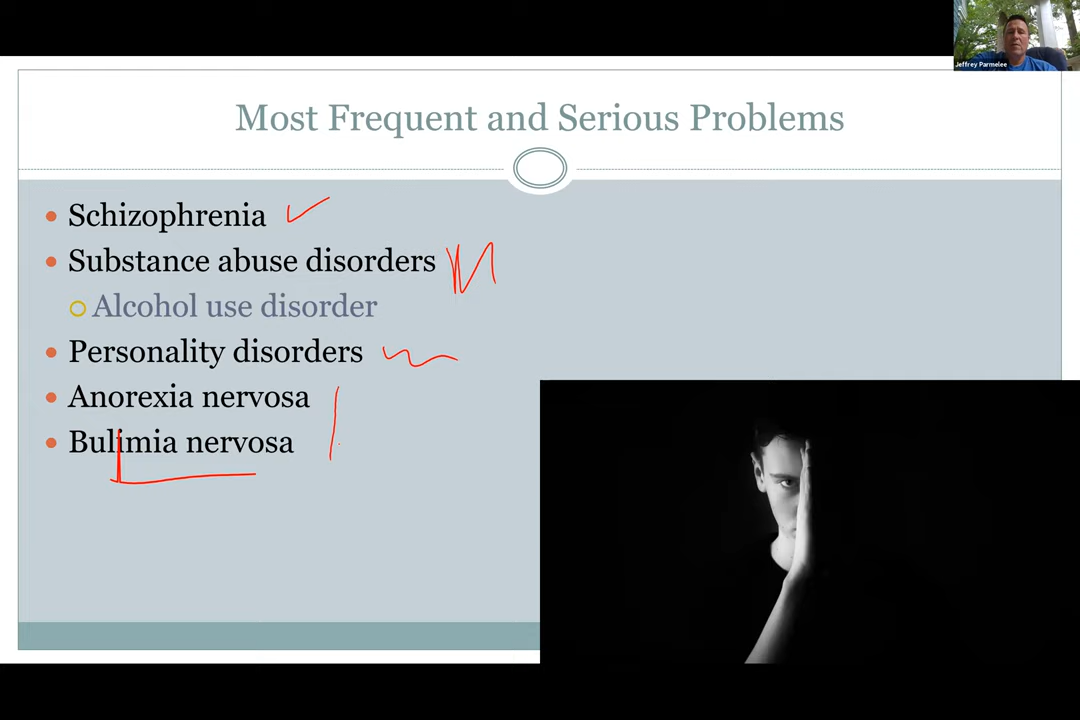 Jeffrey Parmelee
Most Frequent and Serious Problems
Schizophrenia
Substance abuse disorders
Alcohol use disorder
Personality disorders
Anorexia nervosa
Bulimia nervosa